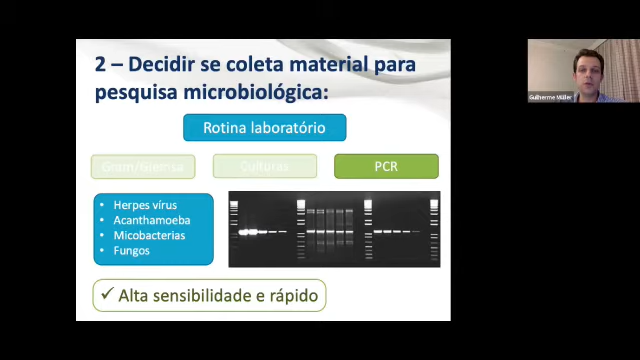 2 – Decidir se coleta material para
pesquisa microbiológica:
Rotina laboratório
Gram/Giemsa
Culturas
PCR
• Herpes vírus
• Acanthamoeba
• Micobacterias
• Fungos
✓ Alta sensibilidade e rápido
Guilherme Müller